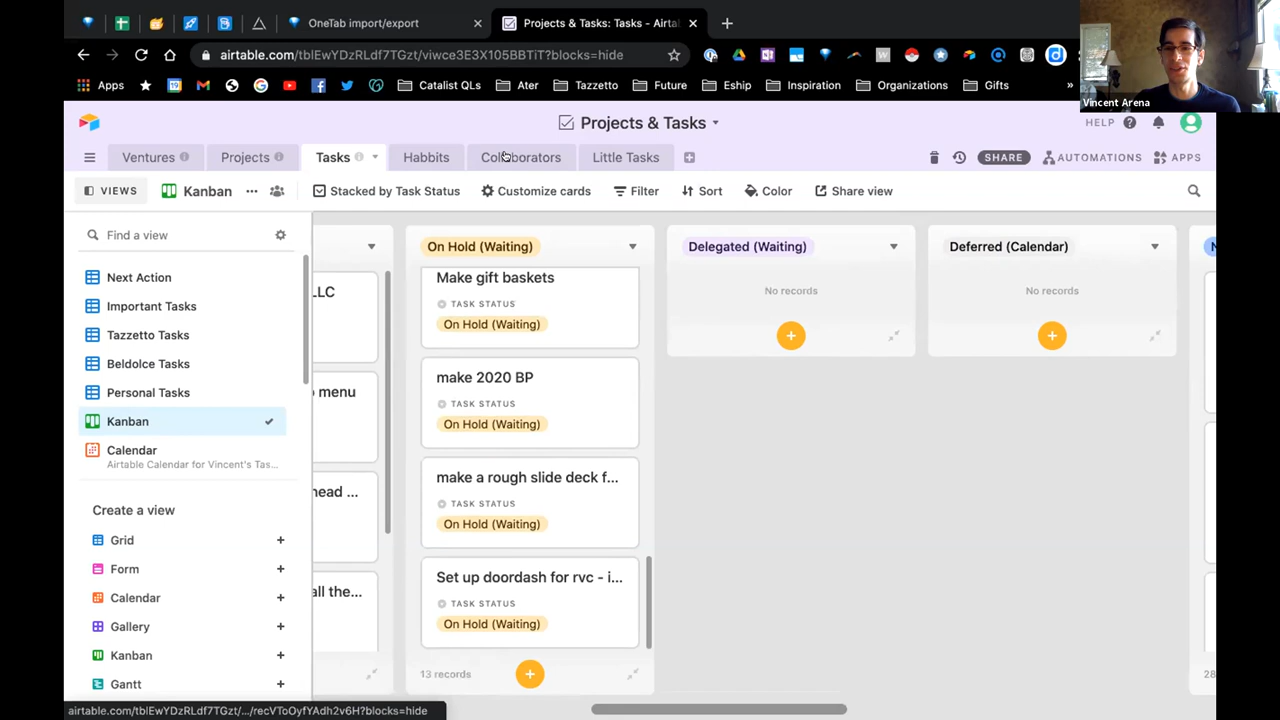 OneTab import/export
Projects & Tasks: Tasks - Airta
airtable.com/tblEwYDzRLdf7TGzt/viwce3E3X105BBTiT?blocks=hide
Apps
Catalist QLs
Ater
Tazzetto
Future
Eship
Inspiration
Organizations
Gifts
»
Vincent Arena
Projects & Tasks
HELP
Ventures
Projects
Tasks
Habbits
Collaborators
Little Tasks
SHARE
AUTOMATIONS
APPS
VIEWS
Kanban
Stacked by Task Status
Customize cards
Filter
Sort
Color
Share view
Find a view
Next Action
Important Tasks
Tazzetto Tasks
Beldolce Tasks
Personal Tasks
Kanban
Calendar
Airtable Calendar for Vincent's Tas...
Create a view
Grid
Form
Calendar
Gallery
Kanban
Gantt
LLC
menu
head ...
all the...
On Hold (Waiting)
Make gift baskets
TASK STATUS
On Hold (Waiting)
make 2020 BP
TASK STATUS
On Hold (Waiting)
make a rough slide deck f...
TASK STATUS
On Hold (Waiting)
Set up doordash for rvc - i...
TASK STATUS
On Hold (Waiting)
13 records
Delegated (Waiting)
No records
Deferred (Calendar)
No records
28
airtable.com/tblEwYDzRLdf7TGzt/.../recVToOyfYAdh2v6H?blocks=hide